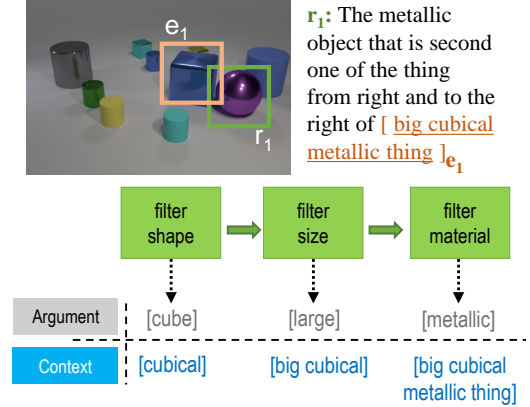 e1
r1
r1: The metallic
object that is second
one of the thing
from right and to the
right of [ big cubical
metallic thing ]e1
filter
shape
filter
size
filter
material
Argument
[cube]
[large]
[metallic]
Context
[cubical]
[big cubical]
[big cubical
metallic thing]